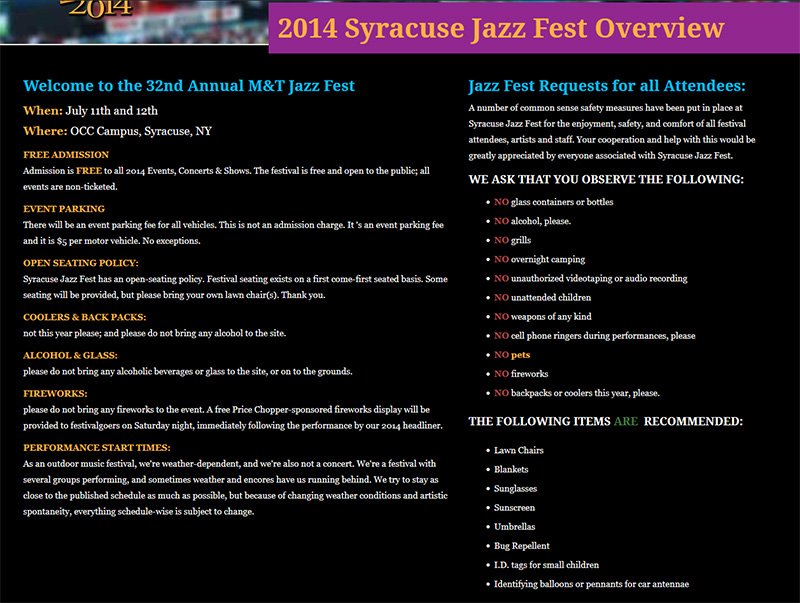 2014
2014 Syracuse Jazz Fest Overview
Welcome to the 32nd Annual M&T Jazz Fest
When: July 11th and 12th
Where: OCC Campus, Syracuse, NY
FREE ADMISSION
Admission is FREE to all 2014 Events, Concerts & Shows. The festival is free and open to the public; all
events are non-ticketed.
EVENT PARKING
There will be an event parking fee for all vehicles. This is not an admission charge. It 's an event parking fee
and it is $5 per motor vehicle. No exceptions.
OPEN SEATING POLICY:
Syracuse Jazz Fest has an open-seating policy. Festival seating exists on a first come-first seated basis. Some
seating will be provided, but please bring your own lawn chair(s). Thank you.
COOLERS & BACK PACKS:
not this year please; and please do not bring any alcohol to the site.
ALCOHOL & GLASS:
please do not bring any alcoholic beverages or glass to the site, or on to the grounds.
FIREWORKS:
please do not bring any fireworks to the event. A free Price Chopper-sponsored fireworks display will be
provided to festivalgoers on Saturday night, immediately following the performance by our 2014 headliner.
PERFORMANCE START TIMES:
As an outdoor music festival, we're weather-dependent, and we're also not a concert. We're a festival with
several groups performing, and sometimes weather and encores have us running behind. We try to stay as
close to the published schedule as much as possible, but because of changing weather conditions and artistic
spontaneity, everything schedule-wise is subject to change.
Jazz Fest Requests for all Attendees:
A number of common sense safety measures have been put in place at
Syracuse Jazz Fest for the enjoyment, safety, and comfort of all festival
attendees, artists and staff. Your cooperation and help with this would be
greatly appreciated by everyone associated with Syracuse Jazz Fest.
WE ASK THAT YOU OBSERVE THE FOLLOWING:
• NO glass containers or bottles
• NO alcohol, please.
• NO grills
• NO overnight camping
• NO unauthorized videotaping or audio recording
• NO unattended children
• NO weapons of any kind
• NO cell phone ringers during performances, please
• NO pets
• NO fireworks
• NO backpacks or coolers this year, please.
THE FOLLOWING ITEMS ARE RECOMMENDED:
• Lawn Chairs
• Blankets
• Sunglasses
• Sunscreen
• Umbrellas
• Bug Repellent
• I.D. tags for small children
• Identifying balloons or pennants for car antennae